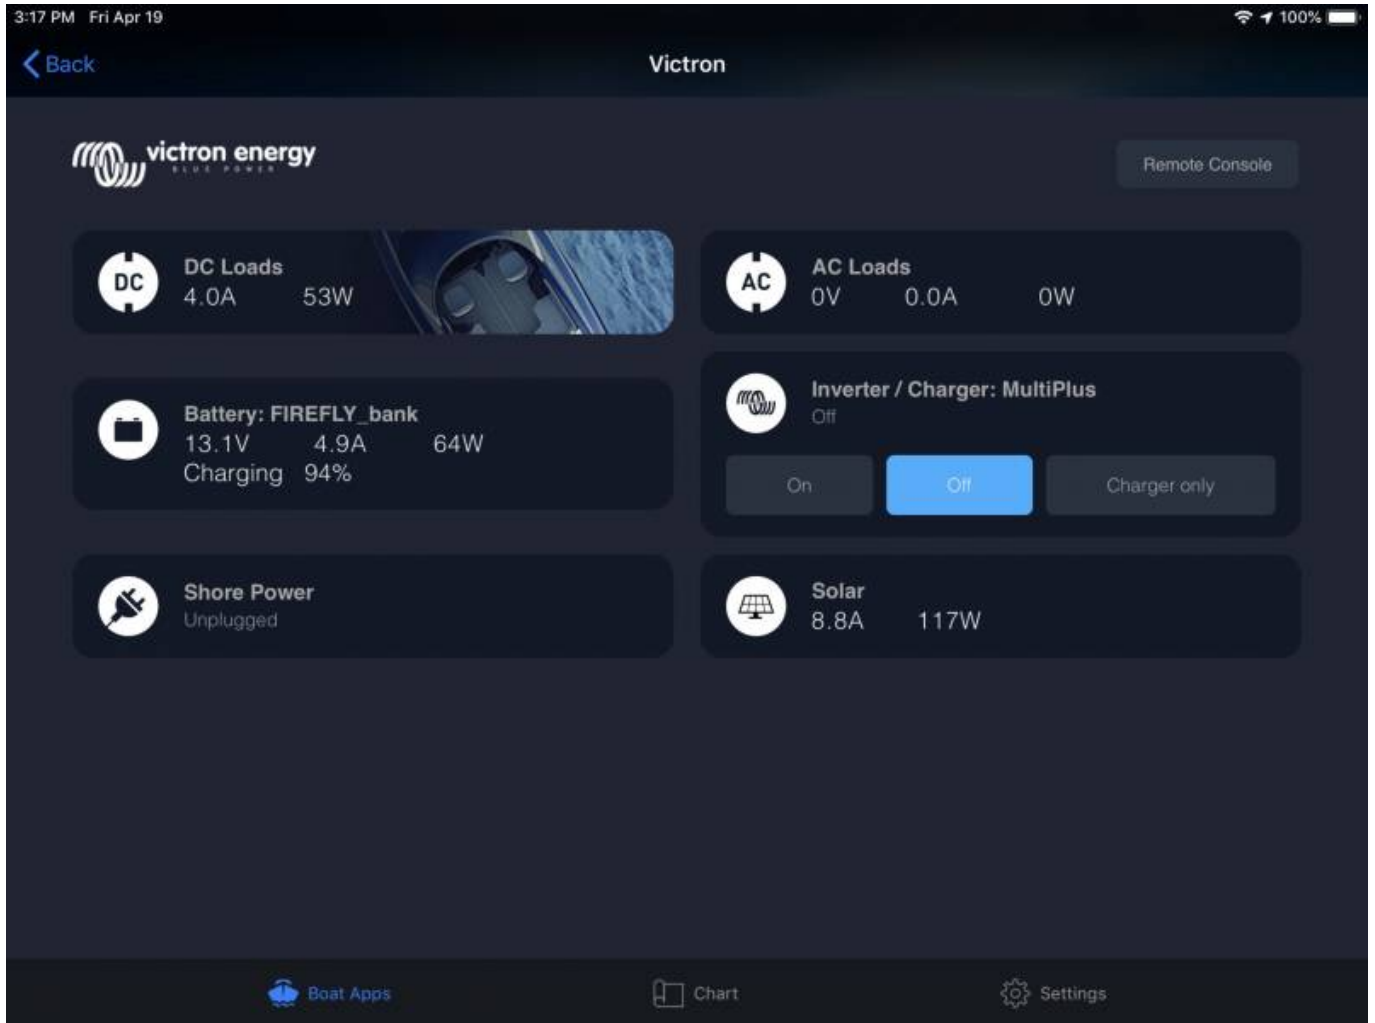 3:17 PM Fri Apr 19 100%
Back Victron
victron energy
BLUE POWER
Remote Console
DC
DC Loads
4.0A 53W
AC
AC Loads
0V 0.0A 0W
Battery: FIREFLY_bank
13.1V 4.9A 64W
Charging 94%
Inverter / Charger: MultiPlus
Off
On Off Charger only
Shore Power
Unplugged
Solar
8.8A 117W
Boat Apps Chart Settings